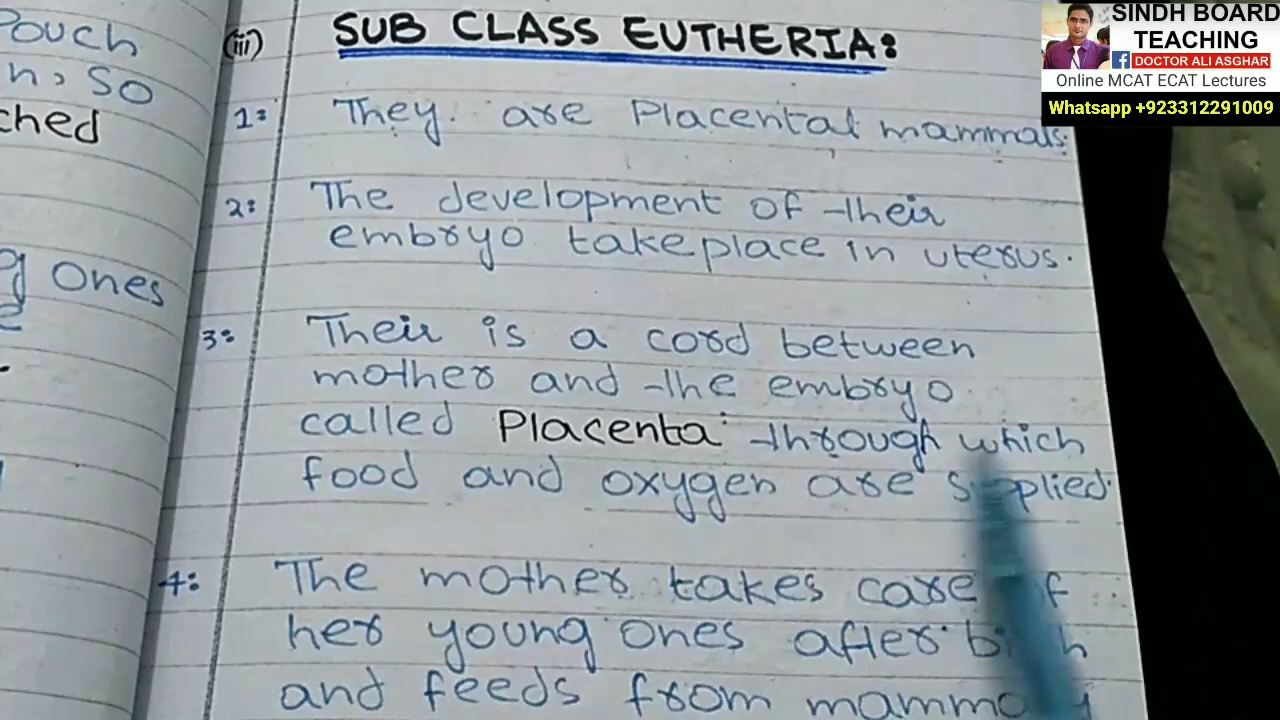 Pouch
n, so
ched
g Ones
(iii) SUB CLASS EUTHERIA:
1: They are Placental mammals.
2: The development of their
embryo takeplace in uterus.
3: Their is a cord between
mother and the embryo
called Placenta through which
food and oxygen are supplied.
4: The mother takes care of
her young ones after birth
and feeds from mammary
SINDH BOARD
TEACHING
f DOCTOR ALI ASGHAR
Online MCAT ECAT Lectures
Whatsapp +923312291009